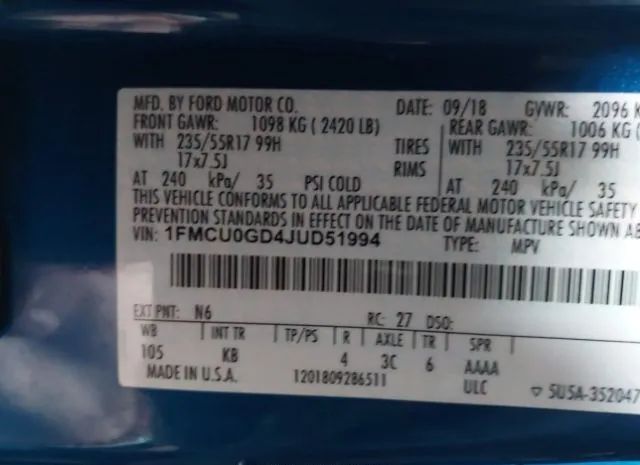 MFD. BY FORD MOTOR CO. DATE: 09/18 GVWR: 2096 K
FRONT GAWR: 1098 KG ( 2420 LB) REAR GAWR: 1006 KG (
WITH 235/55R17 99H TIRES WITH 235/55R17 99H
17x7.5J RIMS 17x7.5J
AT 240 kPa/ 35 PSI COLD AT 240 kPa/ 35
THIS VEHICLE CONFORMS TO ALL APPLICABLE FEDERAL MOTOR VEHICLE SAFETY
PREVENTION STANDARDS IN EFFECT ON THE DATE OF MANUFACTURE SHOWN AB
VIN: 1FMCU0GD4JUD51994 TYPE: MPV
EXT PNT: N6 RC: 27 DSO:
WB INT TR TP/PS R AXLE TR SPR
105 KB 4 3C 6 AAAA
MADE IN U.S.A. 1201809286511 ULC ▽ 5U5A-352047